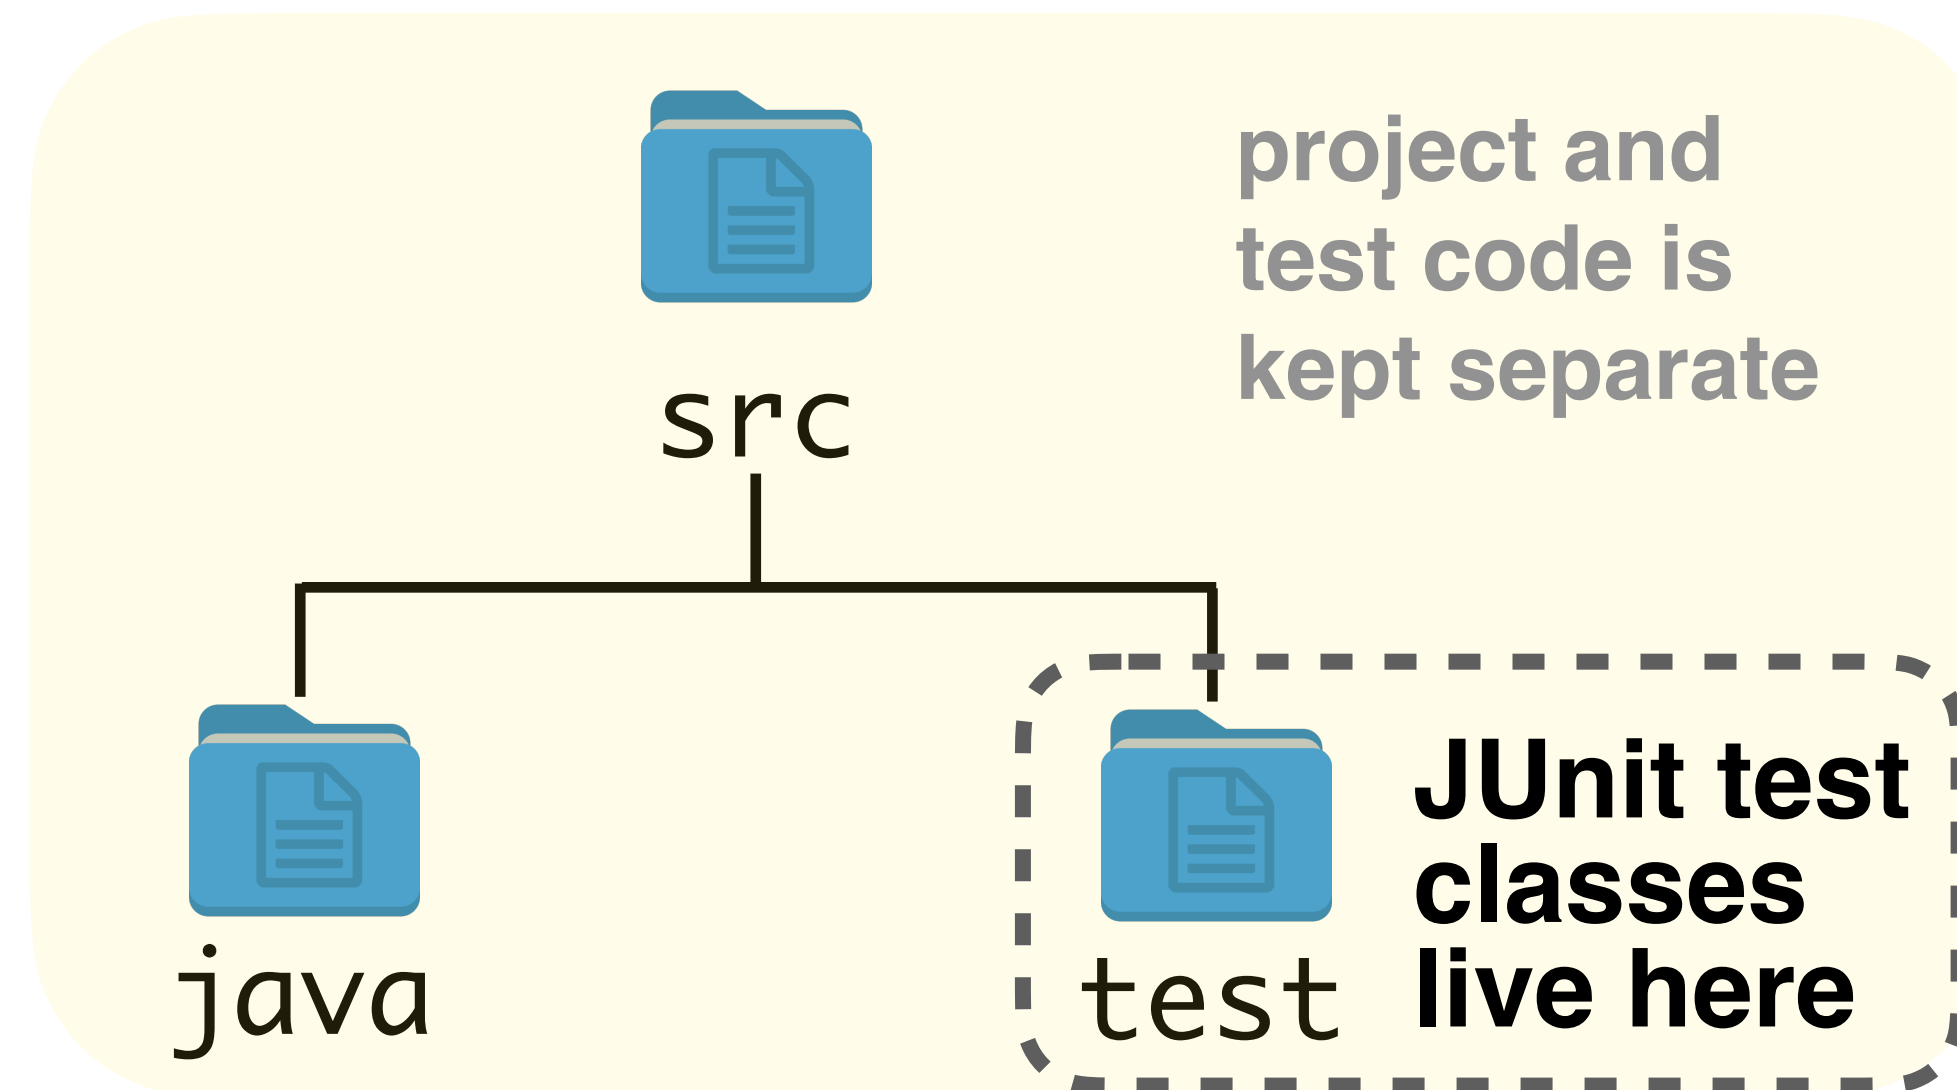 project and
test code is
kept separate
src
java
test
JUnit test
classes
live here